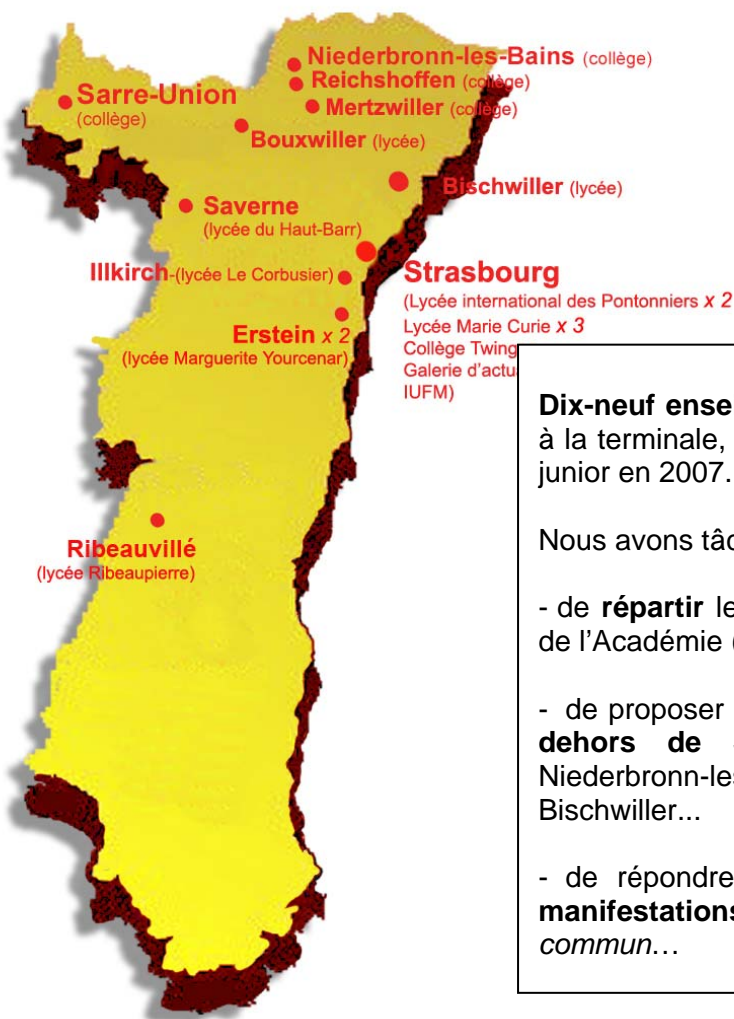 Niederbronn-les-Bains (collège)
Reichshoffen (collège)
Sarre-Union
(collège)
Mertzwiller (collège)
Bouxwiller (lycée)
Bischwiller (lycée)
Saverne
(lycée du Haut-Barr)
Illkirch-(lycée Le Corbusier)
Strasbourg
(Lycée international des Pontonniers x 2
Lycée Marie Curie x 3
Collège Twing
Galerie d'actu
IUFM)
Erstein x 2
(lycée Marguerite Yourcenar)
Ribeauvillé
(lycée Ribeaupierre)
Dix-neuf ense
à la terminale,
junior en 2007.
Nous avons tâc
- de répartir le
de l'Académie (
- de proposer
dehors de
Niederbronn-les
Bischwiller...
- de répondre
manifestations
commun…